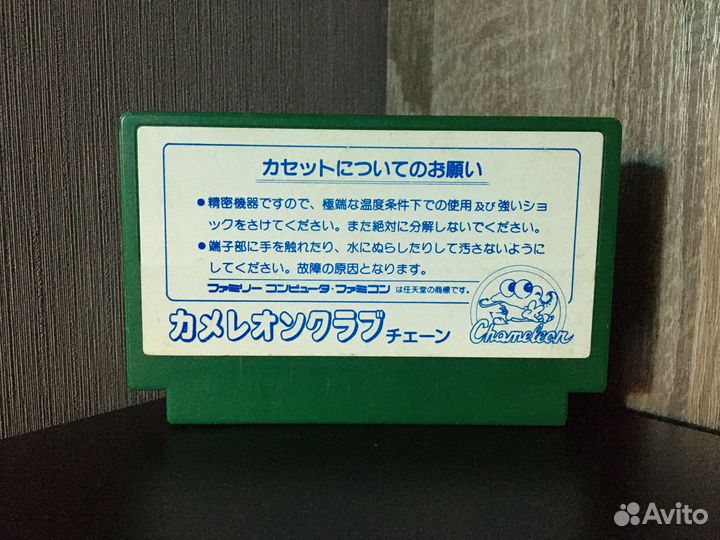 カセットについてのお願い
●精密機器ですので、極端な温度条件下での使用及び強いショ
ックをさけてください。また絶対に分解しないでください。
●端子部に手を触れたり、水にぬらしたりして汚さないように
してください。故障の原因となります。
ファミリーコンピュータ・ファミコンは任天堂の商標です。
カメレオンクラブチェーン
Chameleon
Avito